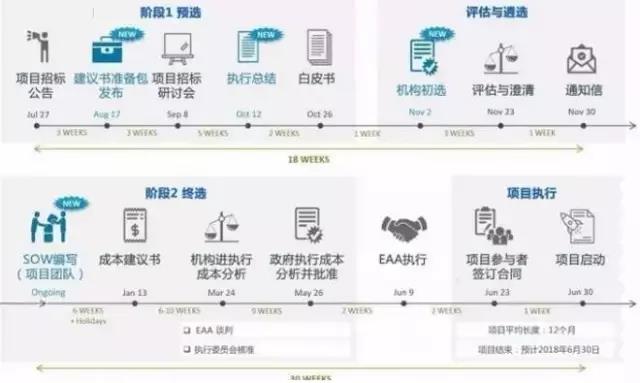 阶段1 预选
评估与遴选
NEW
NEW
NEW
项目招标
公告
建议书准备包
发布
项目招标
研讨会
执行总结
白皮书
机构初选
评估与澄清
通知信
Jul 27
Aug 17
Sep 8
Oct 12
Oct 26
Nov 2
Nov 23
Nov 30
3 WEEKS
3 WEEKS
5 WEEKS
2 WEEKS
1 WEEK
3 WEEKS
1 WEEK
18 WEEKS
阶段2 终选
项目执行
NEW
$
SOW编写
（项目团队）
成本建议书
机构进执行
成本分析
政府执行成本
分析并批准
EAA执行
项目参与者
签订合同
项目启动
Ongoing
Jan 13
Mar 24
May 26
Jun 9
Jun 23
Jun 30
6 WEEKS
+ Holidays
6-10 WEEKS
9 WEEKS
2 WEEKS
2 WEEKS
1 WEEK
EAA 谈判
执行委员会核准
项目平均长度：12个月
项目结束：预计2018年6月30日
30 WEEKS